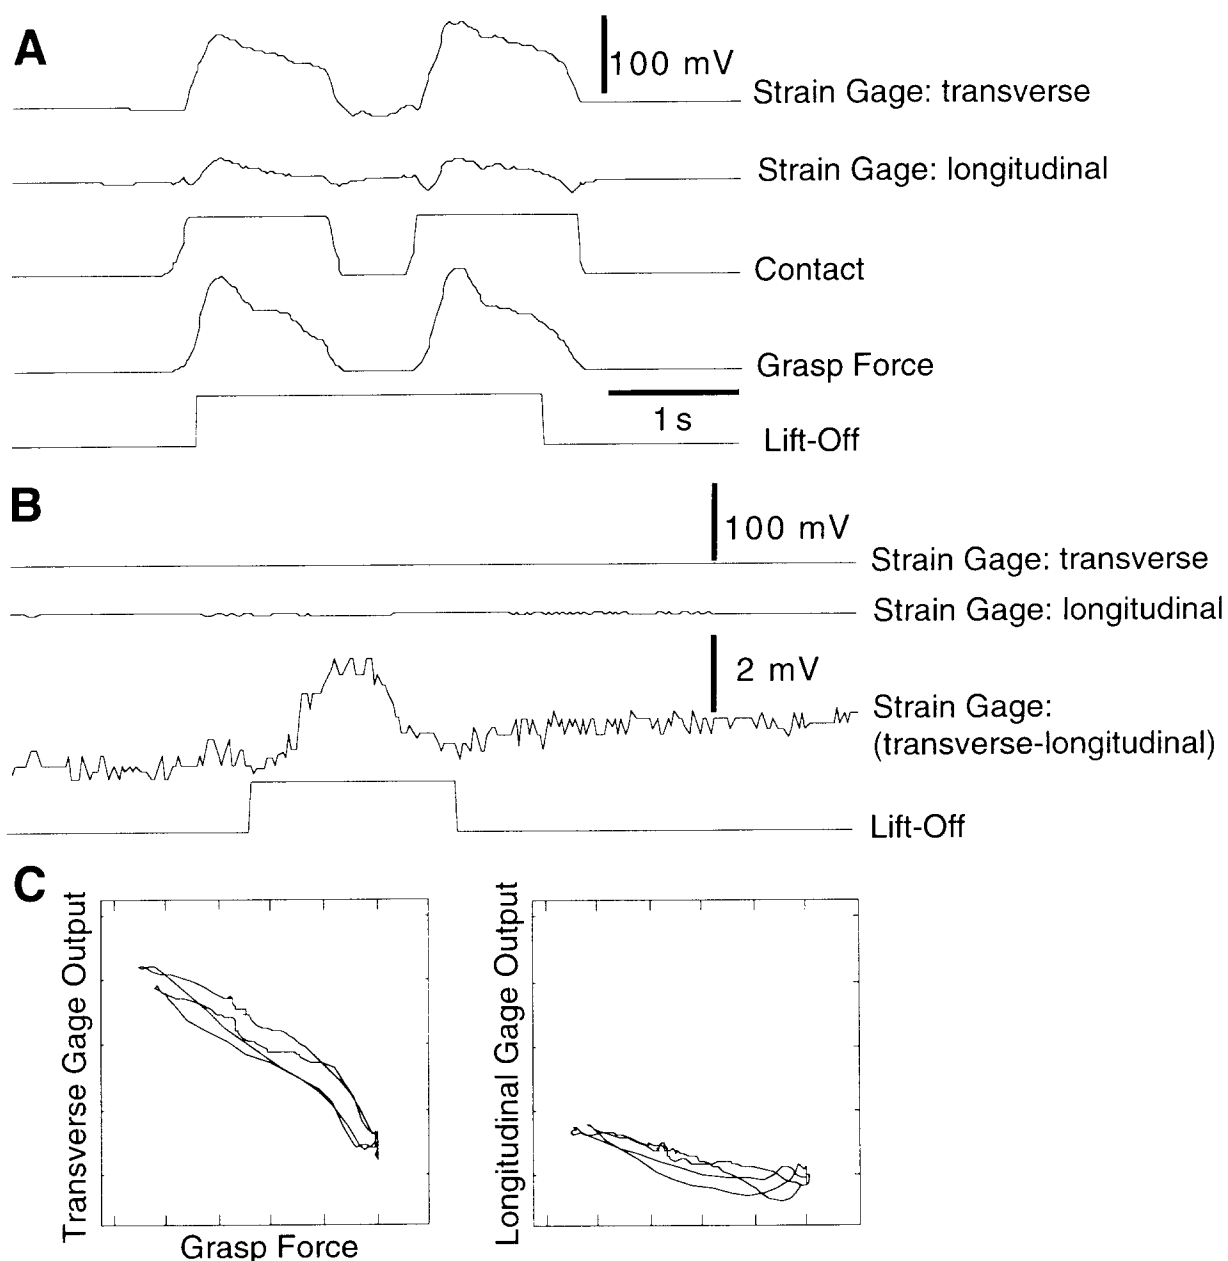 A
100 mV
Strain Gage: transverse
Strain Gage: longitudinal
Contact
Grasp Force
1 s
Lift-Off
B
100 mV
Strain Gage: transverse
Strain Gage: longitudinal
2 mV
Strain Gage:
(transverse-longitudinal)
Lift-Off
C
Transverse Gage Output
Grasp Force
Longitudinal Gage Output